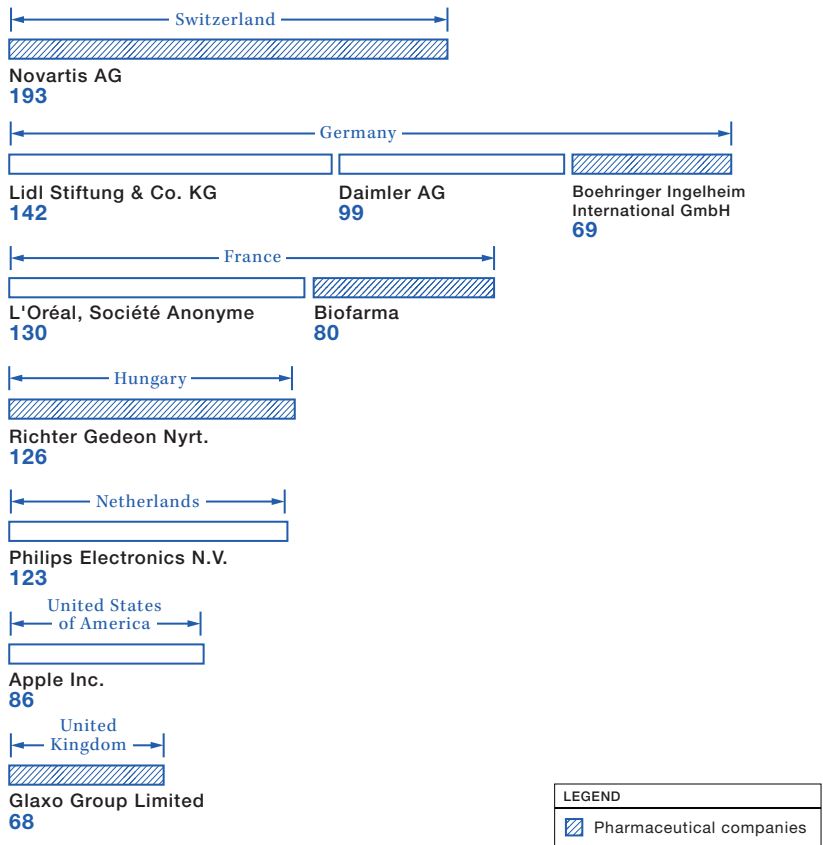 Switzerland
Novartis AG
193
Germany
Lidl Stiftung & Co. KG
142
Daimler AG
99
Boehringer Ingelheim
International GmbH
69
France
L'Oréal, Société Anonyme
130
Biofarma
80
Hungary
Richter Gedeon Nyrt.
126
Netherlands
Philips Electronics N.V.
123
United States
of America
Apple Inc.
86
United
Kingdom
Glaxo Group Limited
68
LEGEND
Pharmaceutical companies